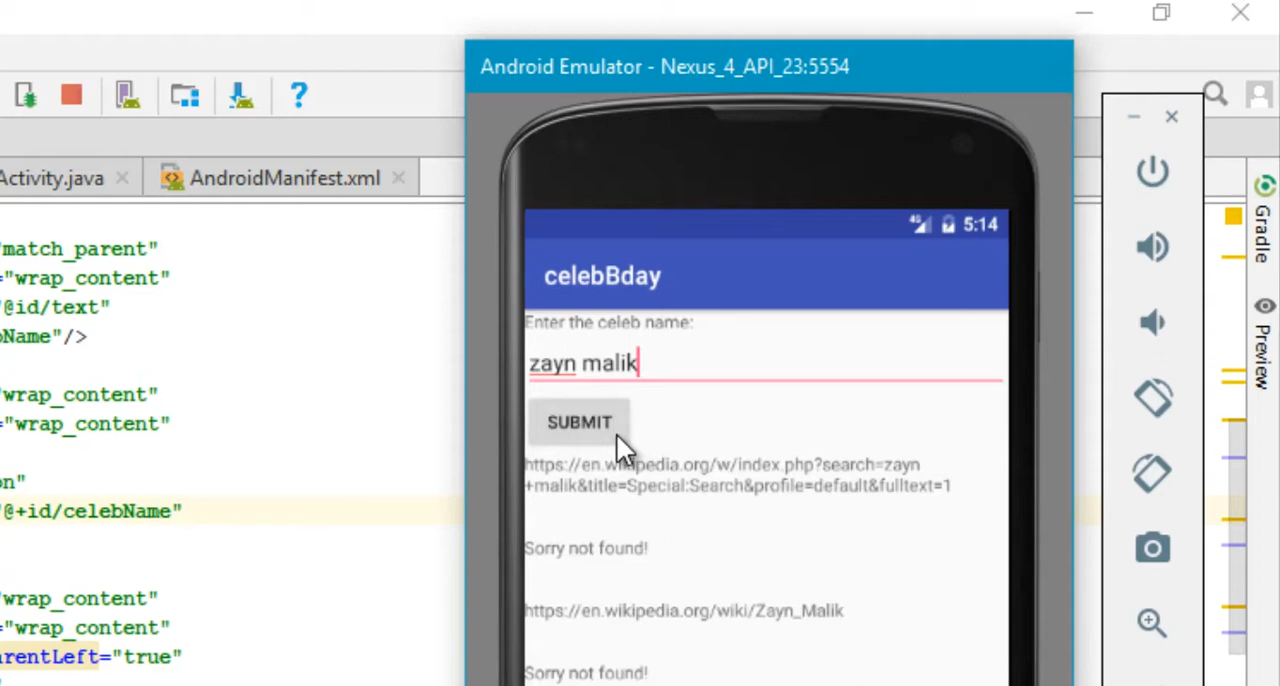 Android Emulator - Nexus_4_API_23:5554
?
Activity.java
AndroidManifest.xml
4G 5:14
celebBday
Enter the celeb name:
zayn malik
SUBMIT
https://en.wikipedia.org/w/index.php?search=zayn
+malik&title=Special:Search&profile=default&fulltext=1
Sorry not found!
https://en.wikipedia.org/wiki/Zayn_Malik
Sorry not found!
match_parent"
="wrap_content"
"@id/text"
Name"/>
wrap_content"
="wrap_content"
on"
"@+id/celebName"
wrap_content"
="wrap_content"
arentLeft="true"
Gradle
Preview